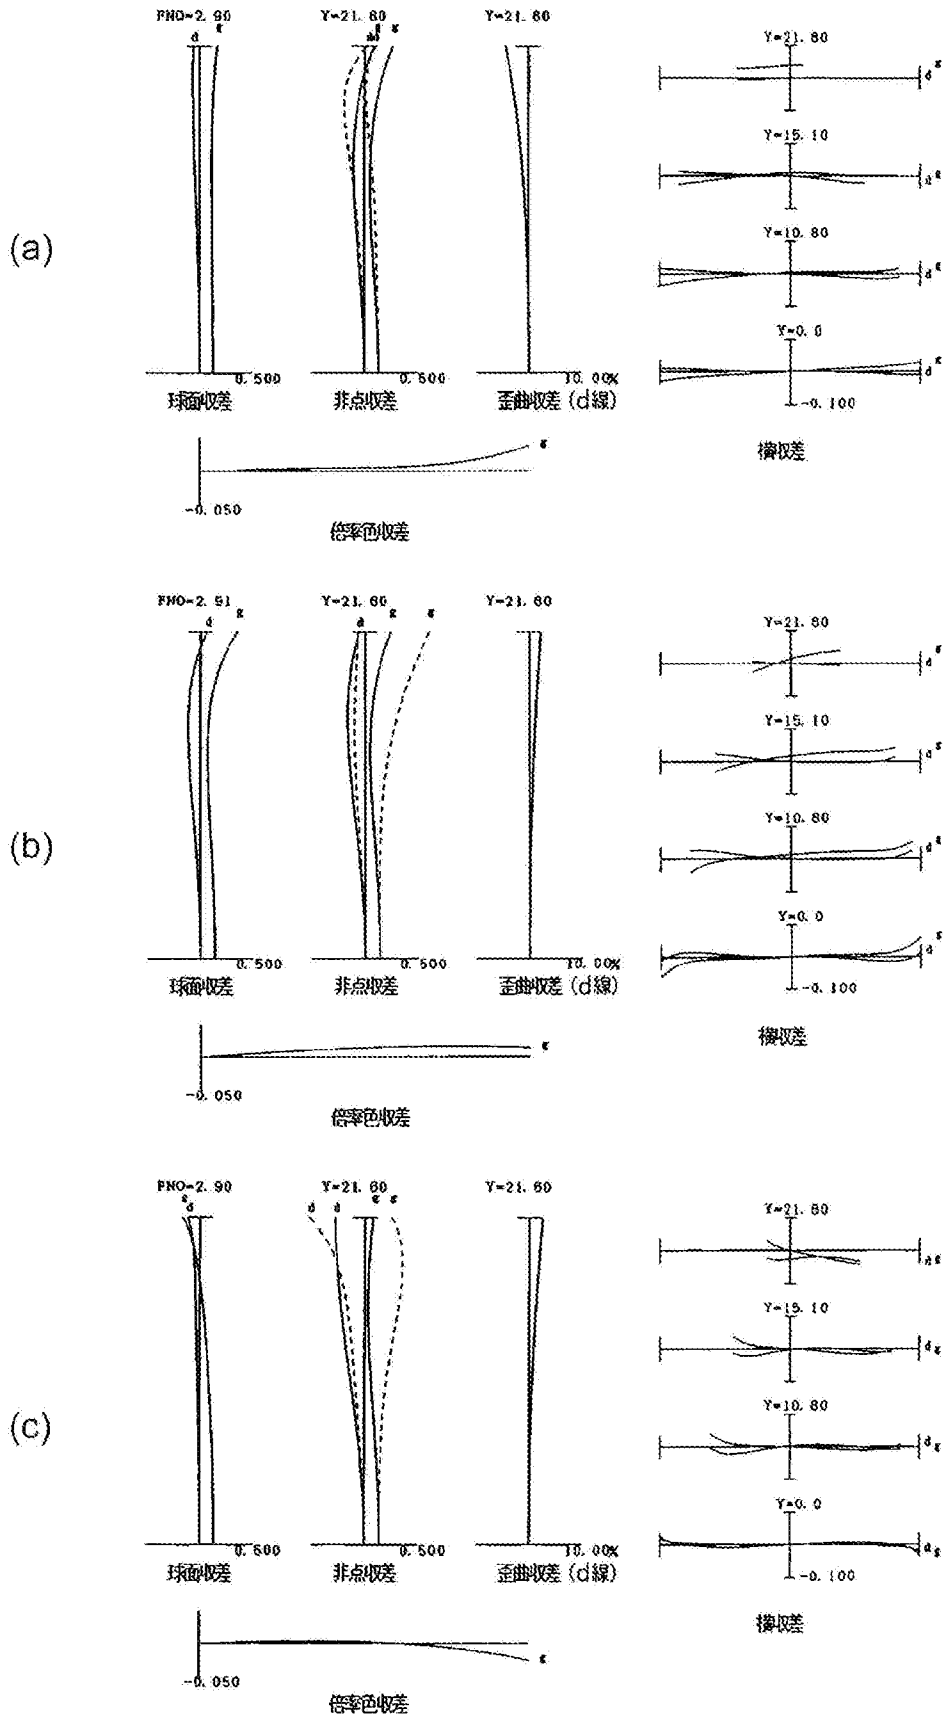 (a)
FNO=2.90
d g
球面収差
0.500
Y=21.60
d g g
非点収差
0.500
Y=21.60
歪曲収差 (d線)
10.00%
Y=21.60
d g
Y=15.10
d g
Y=10.80
d g
Y=0.0
d g
-0.100
横収差
g
-0.050
倍率色収差
(b)
FNO=2.91
d g
球面収差
0.500
Y=21.60
d g g
非点収差
0.500
Y=21.60
歪曲収差 (d線)
10.00%
Y=21.60
d g
Y=15.10
d g
Y=10.80
d g
Y=0.0
d g
-0.100
横収差
g
-0.050
倍率色収差
(c)
FNO=2.90
g
d
球面収差
0.500
Y=21.60
d d g g
非点収差
0.500
Y=21.60
歪曲収差 (d線)
10.00%
Y=21.60
d g
Y=15.10
d g
Y=10.80
d g
Y=0.0
d g
-0.100
横収差
g
-0.050
倍率色収差